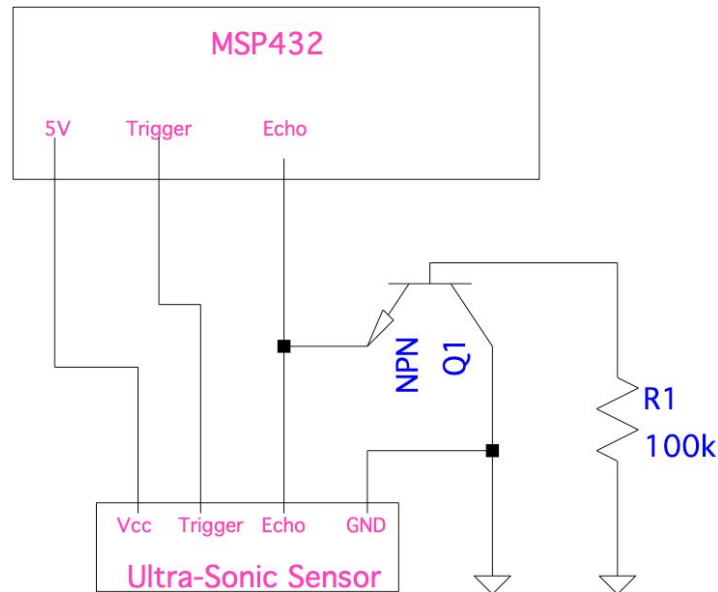 MSP432
5V Trigger Echo
NPN
Q1
R1
100k
Vcc Trigger Echo GND
Ultra-Sonic Sensor